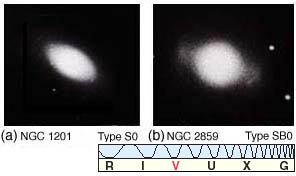 (a) NGC 1201 Type S0 (b) NGC 2859 Type SB0
R I V U X G